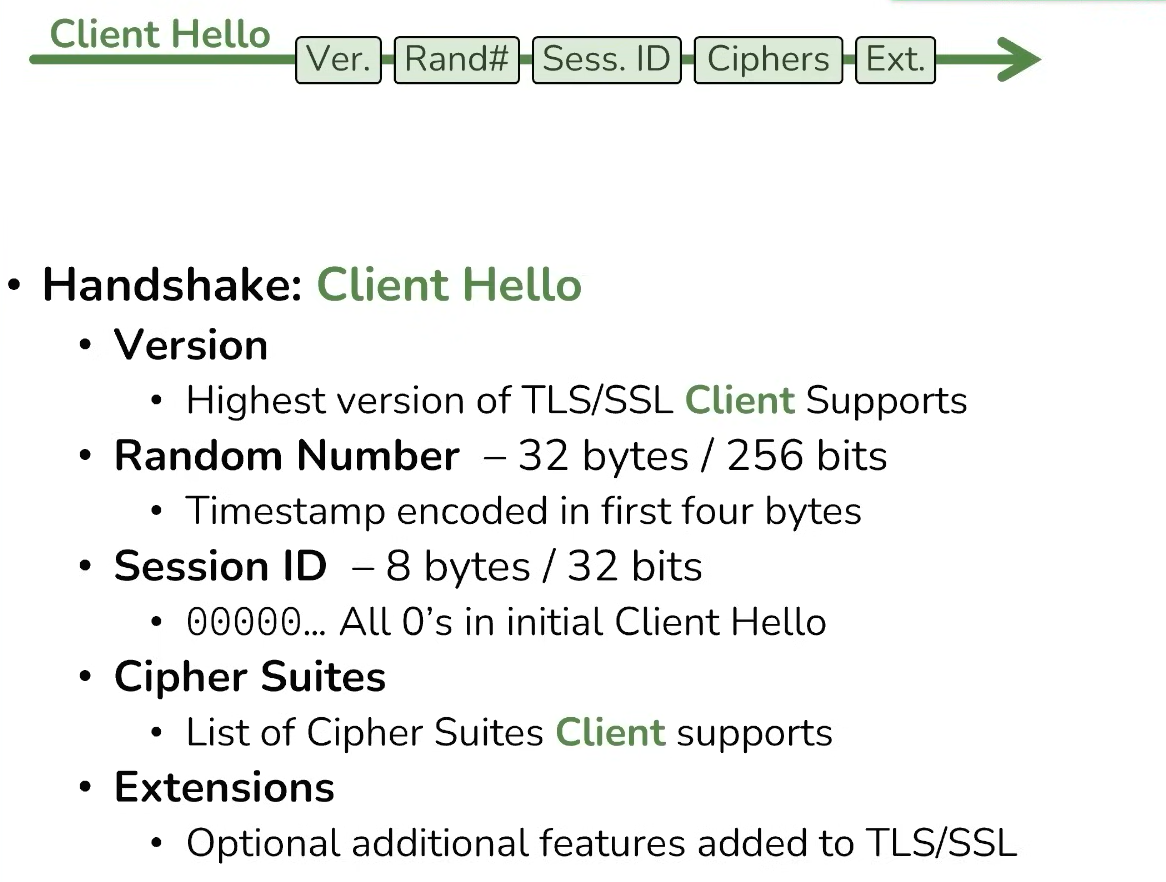 Client Hello
Ver. Rand# Sess. ID Ciphers Ext.
• Handshake: Client Hello
• Version
• Highest version of TLS/SSL Client Supports
• Random Number – 32 bytes / 256 bits
• Timestamp encoded in first four bytes
• Session ID – 8 bytes / 32 bits
• 00000… All 0’s in initial Client Hello
• Cipher Suites
• List of Cipher Suites Client supports
• Extensions
• Optional additional features added to TLS/SSL